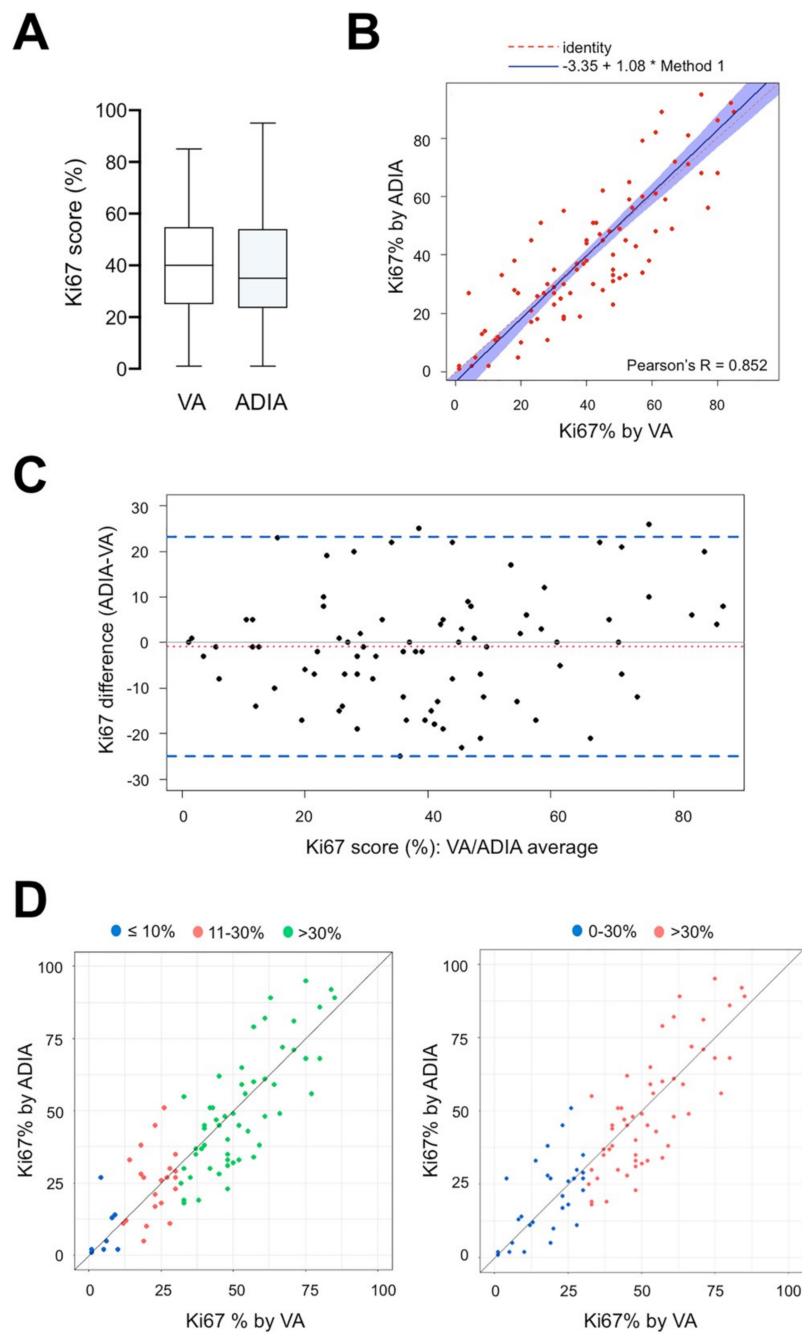 A
Ki67 score (%)
100
80
60
40
20
0
VA
ADIA
B
identity
-3.35 + 1.08 * Method 1
Ki67% by ADIA
80
60
40
20
0
Pearson's R = 0.852
0
20
40
60
80
Ki67% by VA
C
Ki67 difference (ADIA-VA)
30
20
10
0
-10
-20
-30
0
20
40
60
80
Ki67 score (%): VA/ADIA average
D
≤ 10%
11-30%
>30%
Ki67% by ADIA
100
75
50
25
0
0
25
50
75
100
Ki67 % by VA
0-30%
>30%
Ki67% by ADIA
100
75
50
25
0
0
25
50
75
100
Ki67% by VA